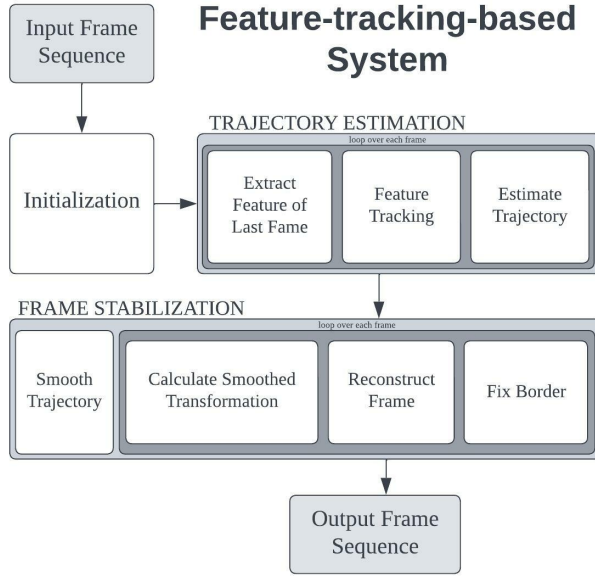 Feature-tracking-based
System
Input Frame
Sequence
Initialization
TRAJECTORY ESTIMATION
loop over each frame
Extract
Feature of
Last Fame
Feature
Tracking
Estimate
Trajectory
FRAME STABILIZATION
loop over each frame
Smooth
Trajectory
Calculate Smoothed
Transformation
Reconstruct
Frame
Fix Border
Output Frame
Sequence